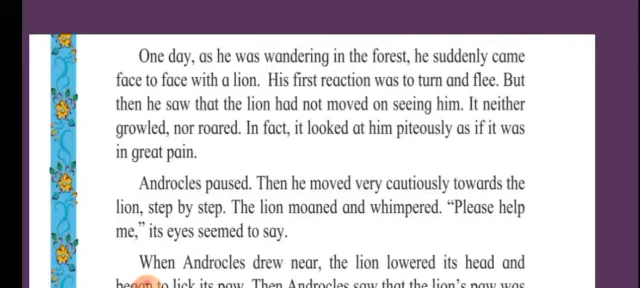 One day, as he was wandering in the forest, he suddenly came
face to face with a lion. His first reaction was to turn and flee. But
then he saw that the lion had not moved on seeing him. It neither
growled, nor roared. In fact, it looked at him piteously as if it was
in great pain.
Androcles paused. Then he moved very cautiously towards the
lion, step by step. The lion moaned and whimpered. “Please help
me,” its eyes seemed to say.
When Androcles drew near, the lion lowered its head and
began to lick its paw. Then Androcles saw that the lion's paw was